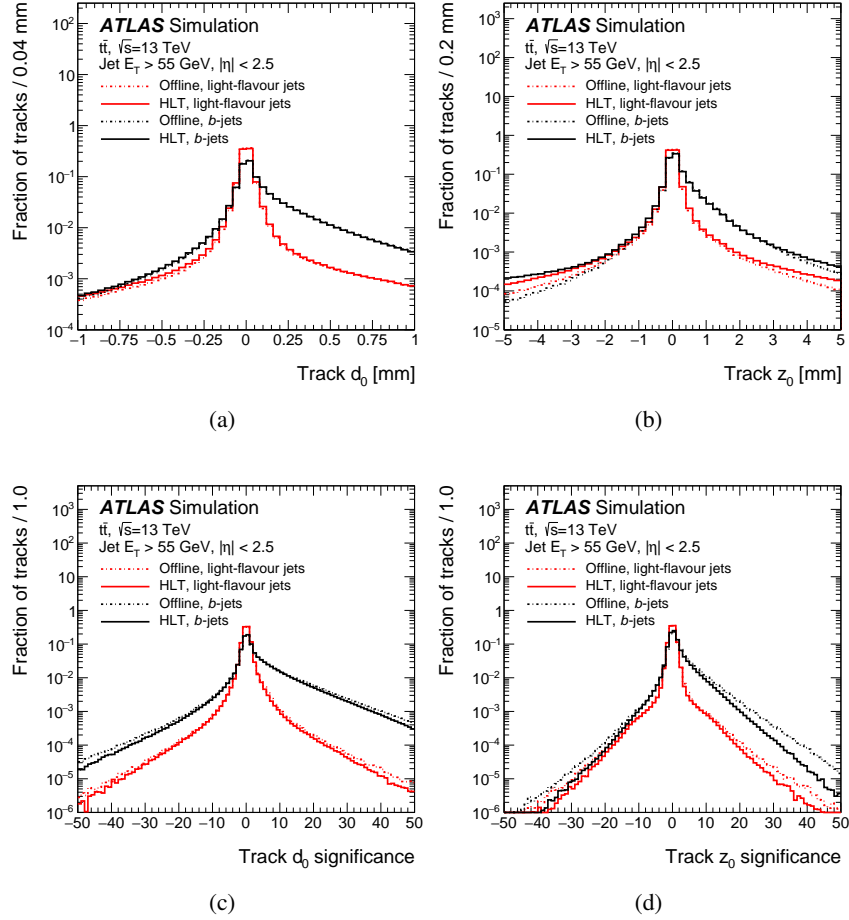 ATLAS Simulation
tt̄, √s=13 TeV
Jet E_T > 55 GeV, |η| < 2.5
Offline, light-flavour jets
HLT, light-flavour jets
Offline, b-jets
HLT, b-jets
Fraction of tracks / 0.04 mm
10²
10
1
10⁻¹
10⁻²
10⁻³
10⁻⁴
−1 −0.75 −0.5 −0.25 0 0.25 0.5 0.75 1
Track d₀ [mm]
(a)
ATLAS Simulation
tt̄, √s=13 TeV
Jet E_T > 55 GeV, |η| < 2.5
Offline, light-flavour jets
HLT, light-flavour jets
Offline, b-jets
HLT, b-jets
Fraction of tracks / 0.2 mm
10³
10²
10
1
10⁻¹
10⁻²
10⁻³
10⁻⁴
10⁻⁵
−5 −4 −3 −2 −1 0 1 2 3 4 5
Track z₀ [mm]
(b)
ATLAS Simulation
tt̄, √s=13 TeV
Jet E_T > 55 GeV, |η| < 2.5
Offline, light-flavour jets
HLT, light-flavour jets
Offline, b-jets
HLT, b-jets
Fraction of tracks / 1.0
10³
10²
10
1
10⁻¹
10⁻²
10⁻³
10⁻⁴
10⁻⁵
10⁻⁶
−50 −40 −30 −20 −10 0 10 20 30 40 50
Track d₀ significance
(c)
ATLAS Simulation
tt̄, √s=13 TeV
Jet E_T > 55 GeV, |η| < 2.5
Offline, light-flavour jets
HLT, light-flavour jets
Offline, b-jets
HLT, b-jets
Fraction of tracks / 1.0
10³
10²
10
1
10⁻¹
10⁻²
10⁻³
10⁻⁴
10⁻⁵
10⁻⁶
−50 −40 −30 −20 −10 0 10 20 30 40 50
Track z₀ significance
(d)